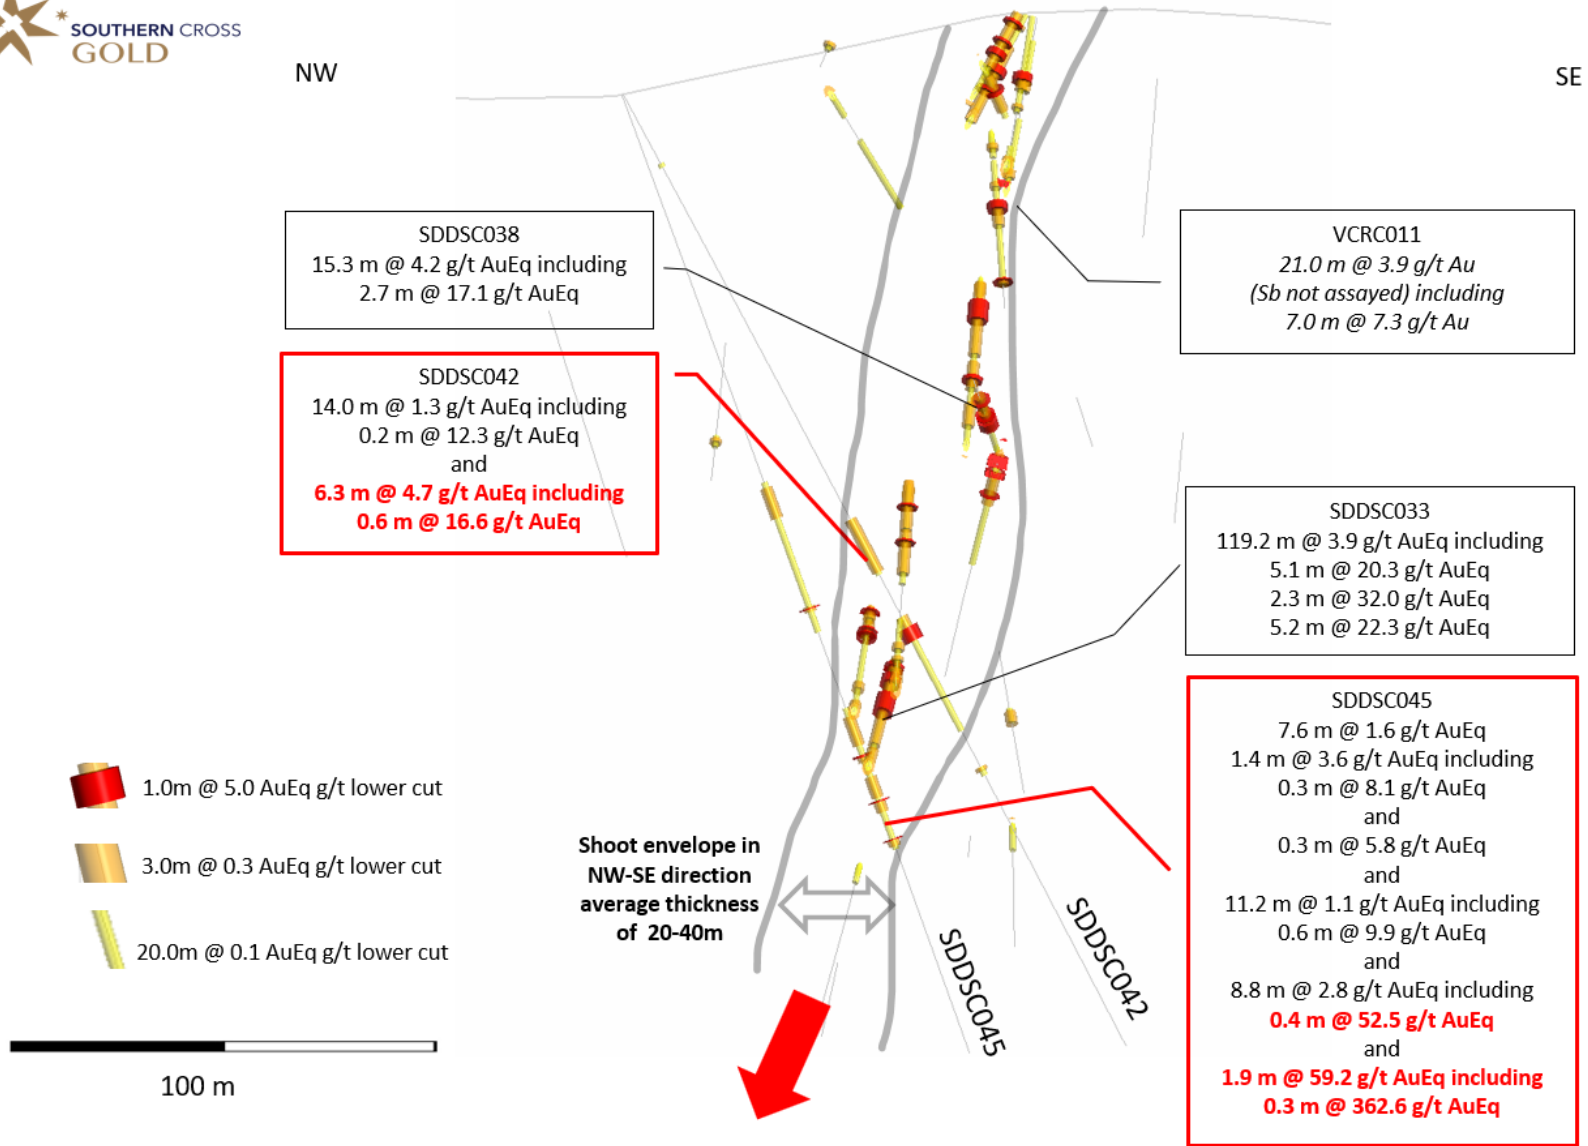 SOUTHERN CROSS
GOLD
NW
SE
SDDSC038
15.3 m @ 4.2 g/t AuEq including
2.7 m @ 17.1 g/t AuEq
VCRC011
21.0 m @ 3.9 g/t Au
(Sb not assayed) including
7.0 m @ 7.3 g/t Au
SDDSC042
14.0 m @ 1.3 g/t AuEq including
0.2 m @ 12.3 g/t AuEq
and
6.3 m @ 4.7 g/t AuEq including
0.6 m @ 16.6 g/t AuEq
SDDSC033
119.2 m @ 3.9 g/t AuEq including
5.1 m @ 20.3 g/t AuEq
2.3 m @ 32.0 g/t AuEq
5.2 m @ 22.3 g/t AuEq
SDDSC045
7.6 m @ 1.6 g/t AuEq
1.4 m @ 3.6 g/t AuEq including
0.3 m @ 8.1 g/t AuEq
and
0.3 m @ 5.8 g/t AuEq
and
11.2 m @ 1.1 g/t AuEq including
0.6 m @ 9.9 g/t AuEq
and
8.8 m @ 2.8 g/t AuEq including
0.4 m @ 52.5 g/t AuEq
and
1.9 m @ 59.2 g/t AuEq including
0.3 m @ 362.6 g/t AuEq
1.0m @ 5.0 AuEq g/t lower cut
3.0m @ 0.3 AuEq g/t lower cut
20.0m @ 0.1 AuEq g/t lower cut
Shoot envelope in
NW-SE direction
average thickness
of 20-40m
SDDSC045
SDDSC042
100 m